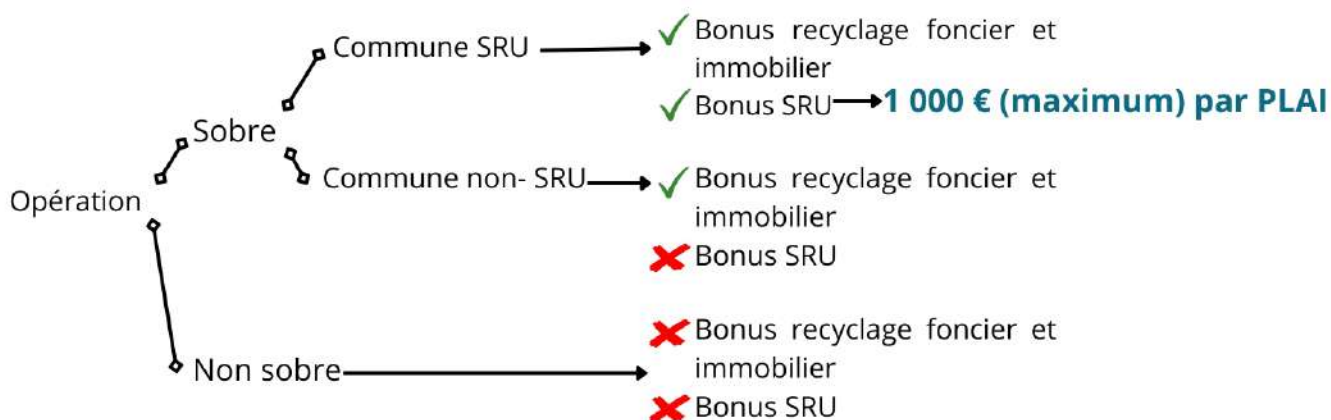 Commune SRU
Bonus recyclage foncier et
immobilier
Bonus SRU
1 000 € (maximum) par PLAI
Sobre
Commune non- SRU
Bonus recyclage foncier et
immobilier
Bonus SRU
Opération
Non sobre
Bonus recyclage foncier et
immobilier
Bonus SRU